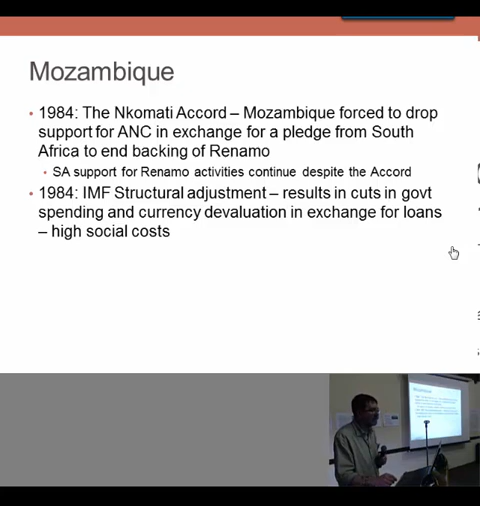 Mozambique
• 1984: The Nkomati Accord – Mozambique forced to drop
support for ANC in exchange for a pledge from South
Africa to end backing of Renamo
• SA support for Renamo activities continue despite the Accord
• 1984: IMF Structural adjustment – results in cuts in govt
spending and currency devaluation in exchange for loans
– high social costs